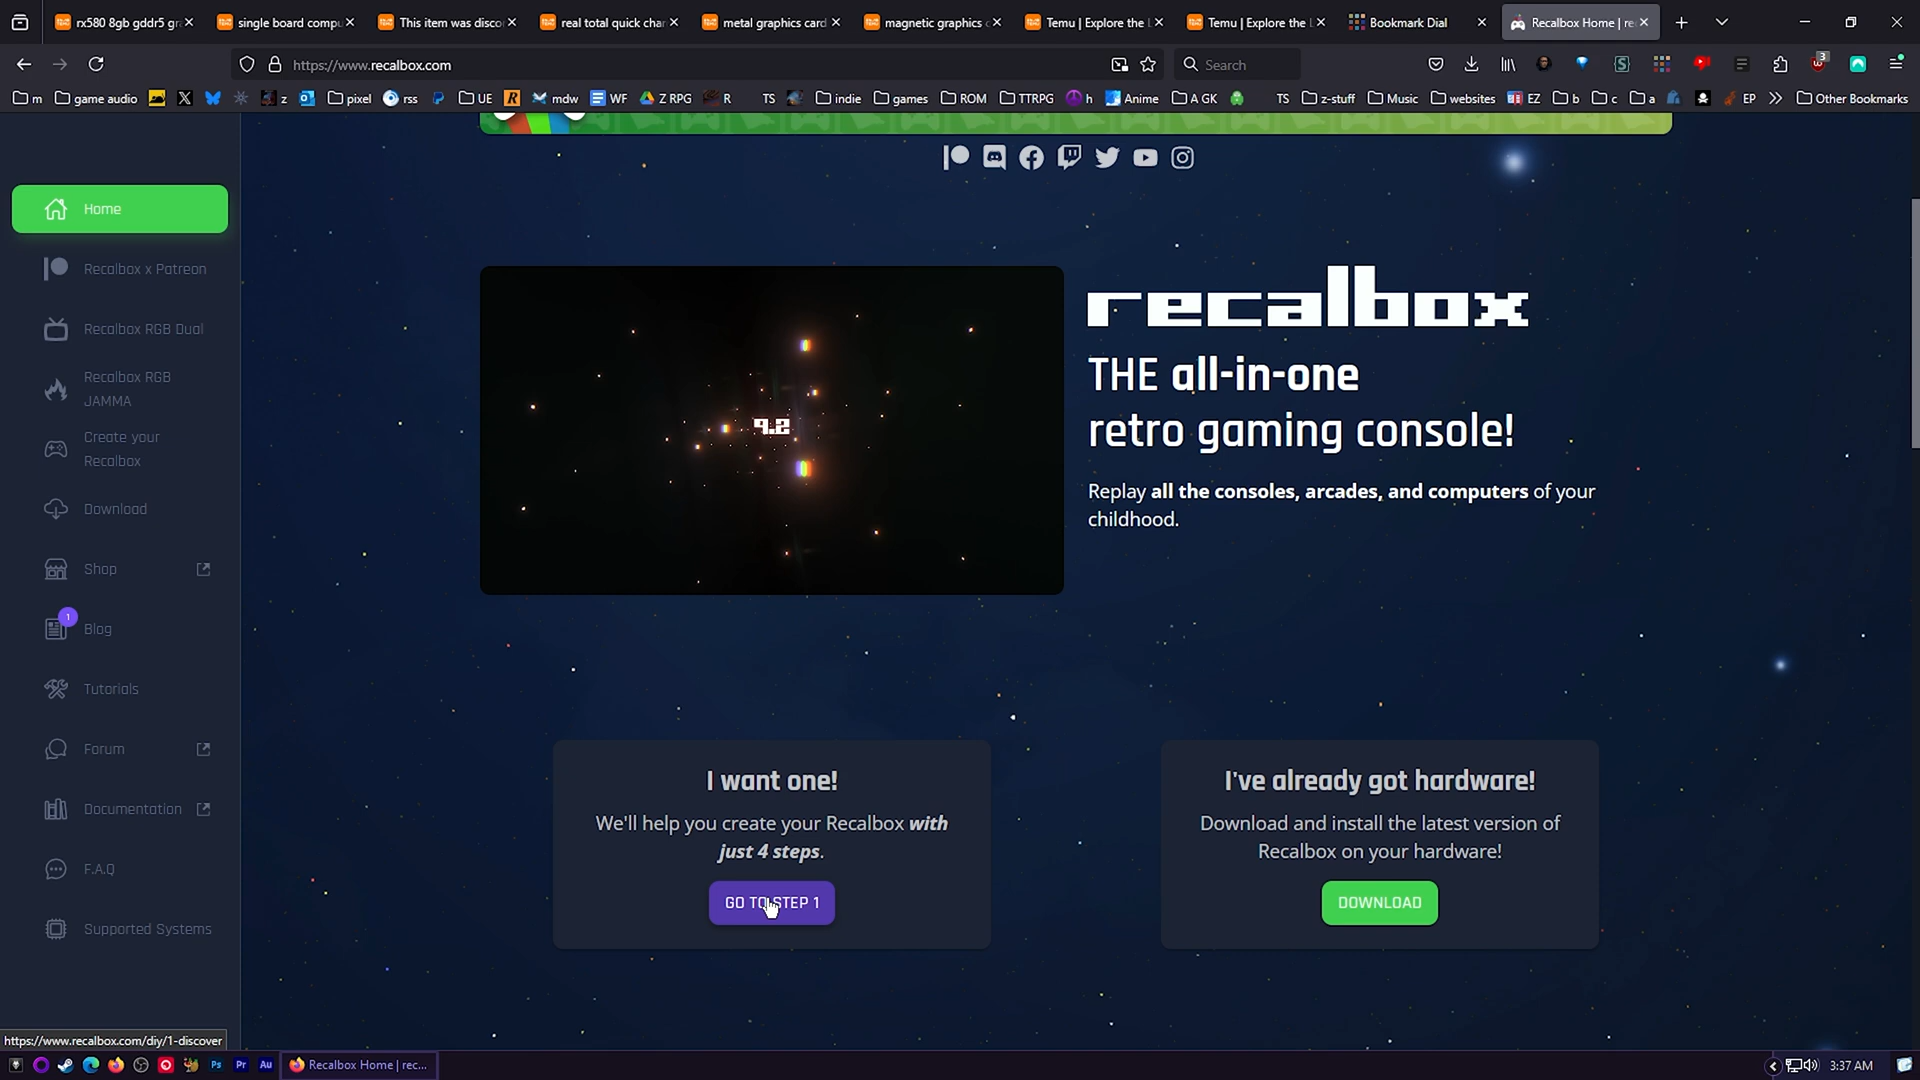 rx580 8gb gddr5 gr
single board compu
This item was disco
real total quick char
metal graphics card
magnetic graphics c
Temu | Explore the L
Temu | Explore the L
Bookmark Dial
Recalbox Home | re
https://www.recalbox.com
Search
3
m
game audio
z
pixel
rss
UE
mdw
WF
Z RPG
R
TS
indie
games
ROM
TTRPG
h
Anime
A GK
TS
z-stuff
Music
websites
EZ
b
c
a
EP
Other Bookmarks
Home
Recalbox x Patreon
Recalbox RGB Dual
Recalbox RGB
JAMMA
Create your
Recalbox
Download
Shop
1
Blog
Tutorials
Forum
Documentation
F.A.Q
Supported Systems
9.2
recalbox
THE all-in-one
retro gaming console!
Replay all the consoles, arcades, and computers of your
childhood.
I want one!
We'll help you create your Recalbox with
just 4 steps.
GO TO STEP 1
I've already got hardware!
Download and install the latest version of
Recalbox on your hardware!
DOWNLOAD
https://www.recalbox.com/diy/1-discover
Ps
Pr
Au
Recalbox Home | rec...
3:37 AM